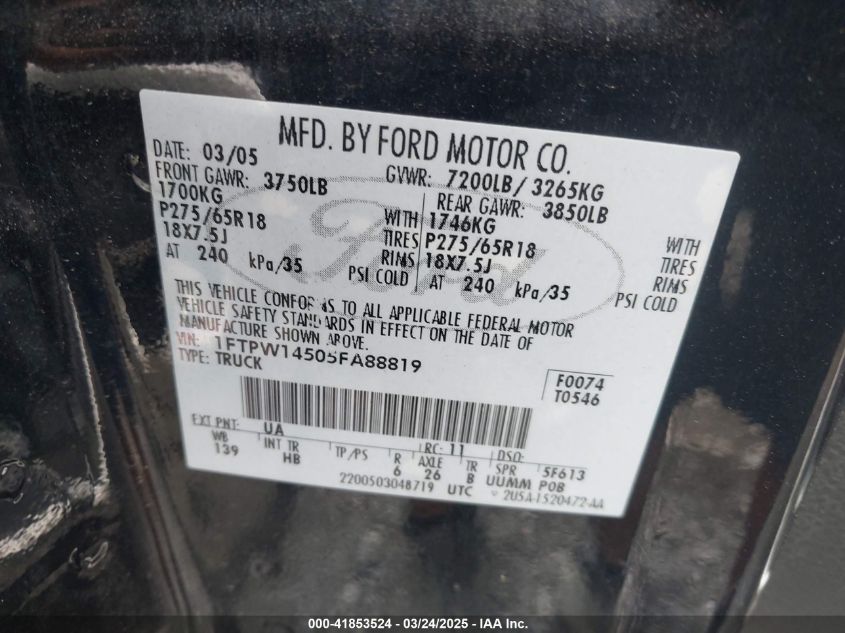 MFD. BY FORD MOTOR CO.
DATE: 03/05 GVWR: 7200LB/ 3265KG
FRONT GAWR: 3750LB REAR GAWR: 3850LB
1700KG WITH 1746KG WITH
P275/65R18 TIRES P275/65R18 TIRES
18X7.5J RIMS 18X7.5J RIMS
AT 240 kPa/35 PSI COLD AT 240 kPa/35 PSI COLD
Ford
THIS VEHICLE CONFORMS TO ALL APPLICABLE FEDERAL MOTOR
VEHICLE SAFETY STANDARDS IN EFFECT ON THE DATE OF
MANUFACTURE SHOWN ABOVE.
VIN: 1FTPW14505FA88819
TYPE: TRUCK
F0074
T0546
EXT PNT: UA RC: 11 DSO:
WB INT TR TP/PS R AXLE TR SPR 5F613
139 HB 6 26 B UUMM POB
2200503048719 UTC 2U5A-1520472-AA
000-41853524 | 03/24/2025 - IAA Inc.